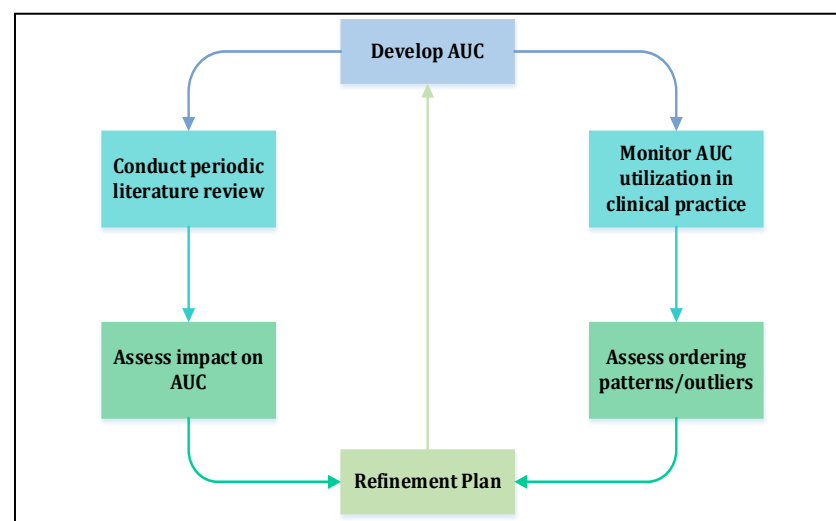 Develop AUC
Conduct periodic
literature review
Monitor AUC
utilization in
clinical practice
Assess impact on
AUC
Assess ordering
patterns/outliers
Refinement Plan